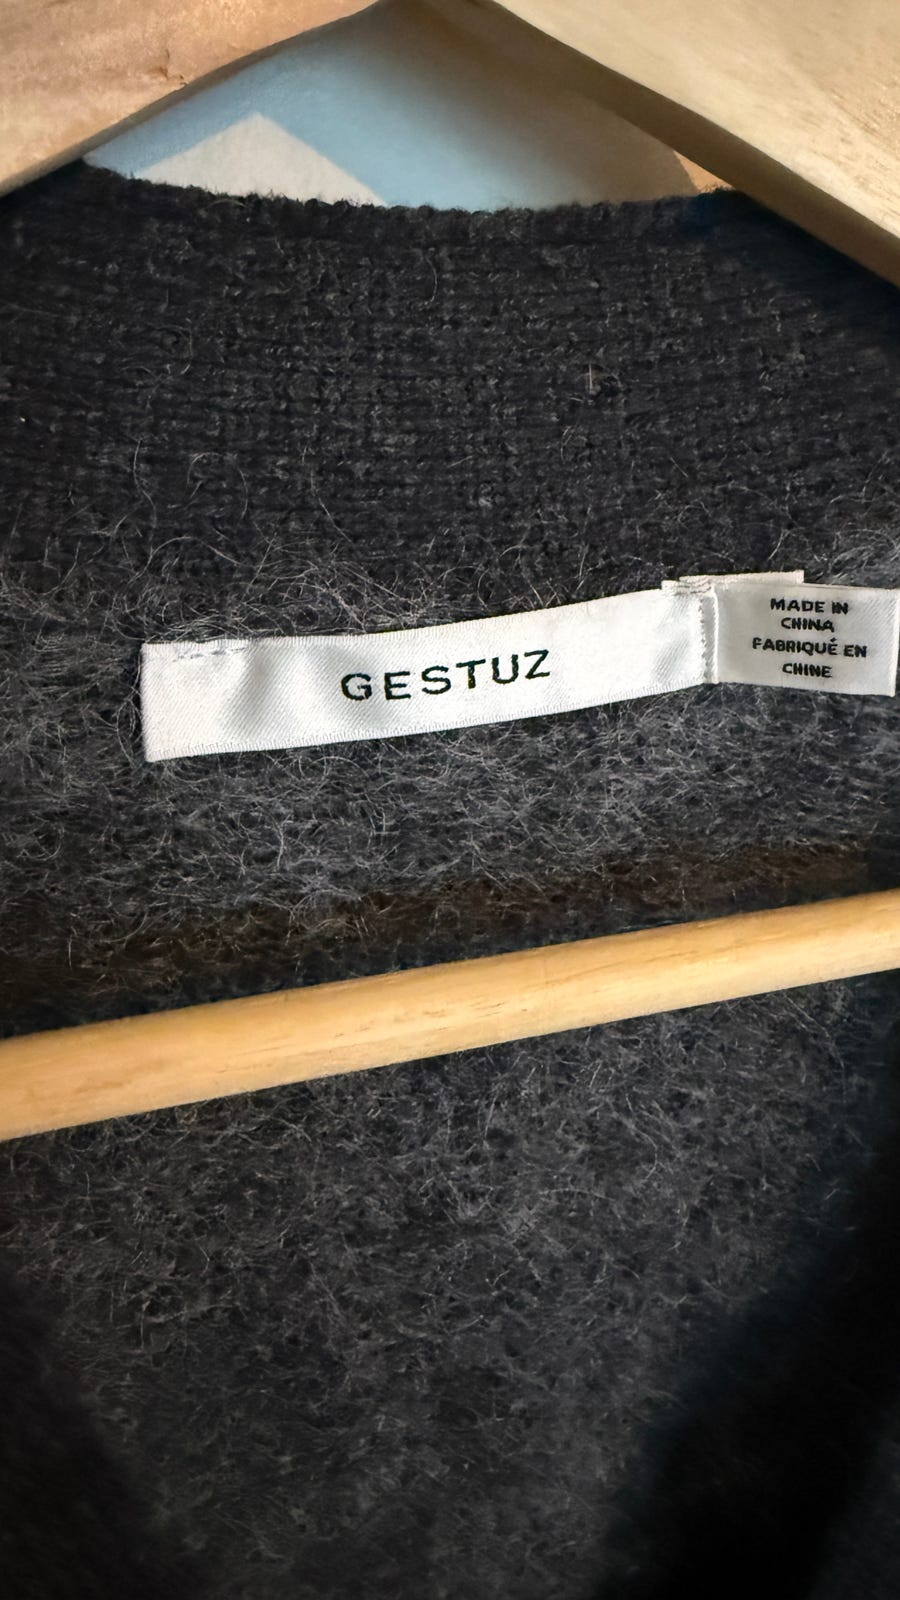 GESTUZ
MADE IN
CHINA
FABRIQUÉ EN
CHINE